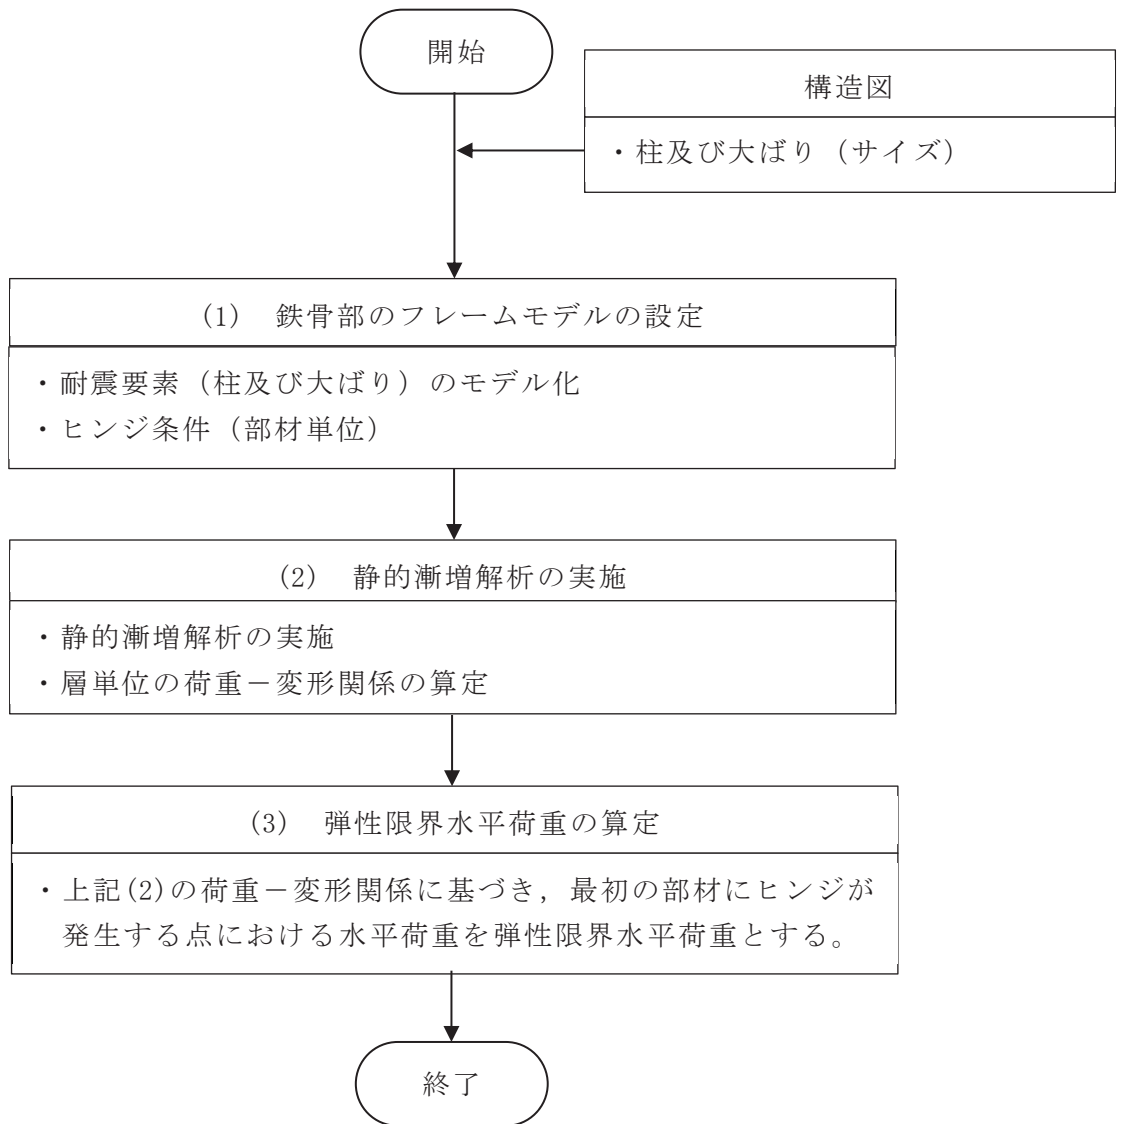 開始
構造図
・柱及び大ばり（サイズ）
(1)　鉄骨部のフレームモデルの設定
・耐震要素（柱及び大ばり）のモデル化
・ヒンジ条件（部材単位）
(2)　静的漸増解析の実施
・静的漸増解析の実施
・層単位の荷重－変形関係の算定
(3)　弾性限界水平荷重の算定
・上記(2)の荷重－変形関係に基づき，最初の部材にヒンジが
発生する点における水平荷重を弾性限界水平荷重とする。
終了